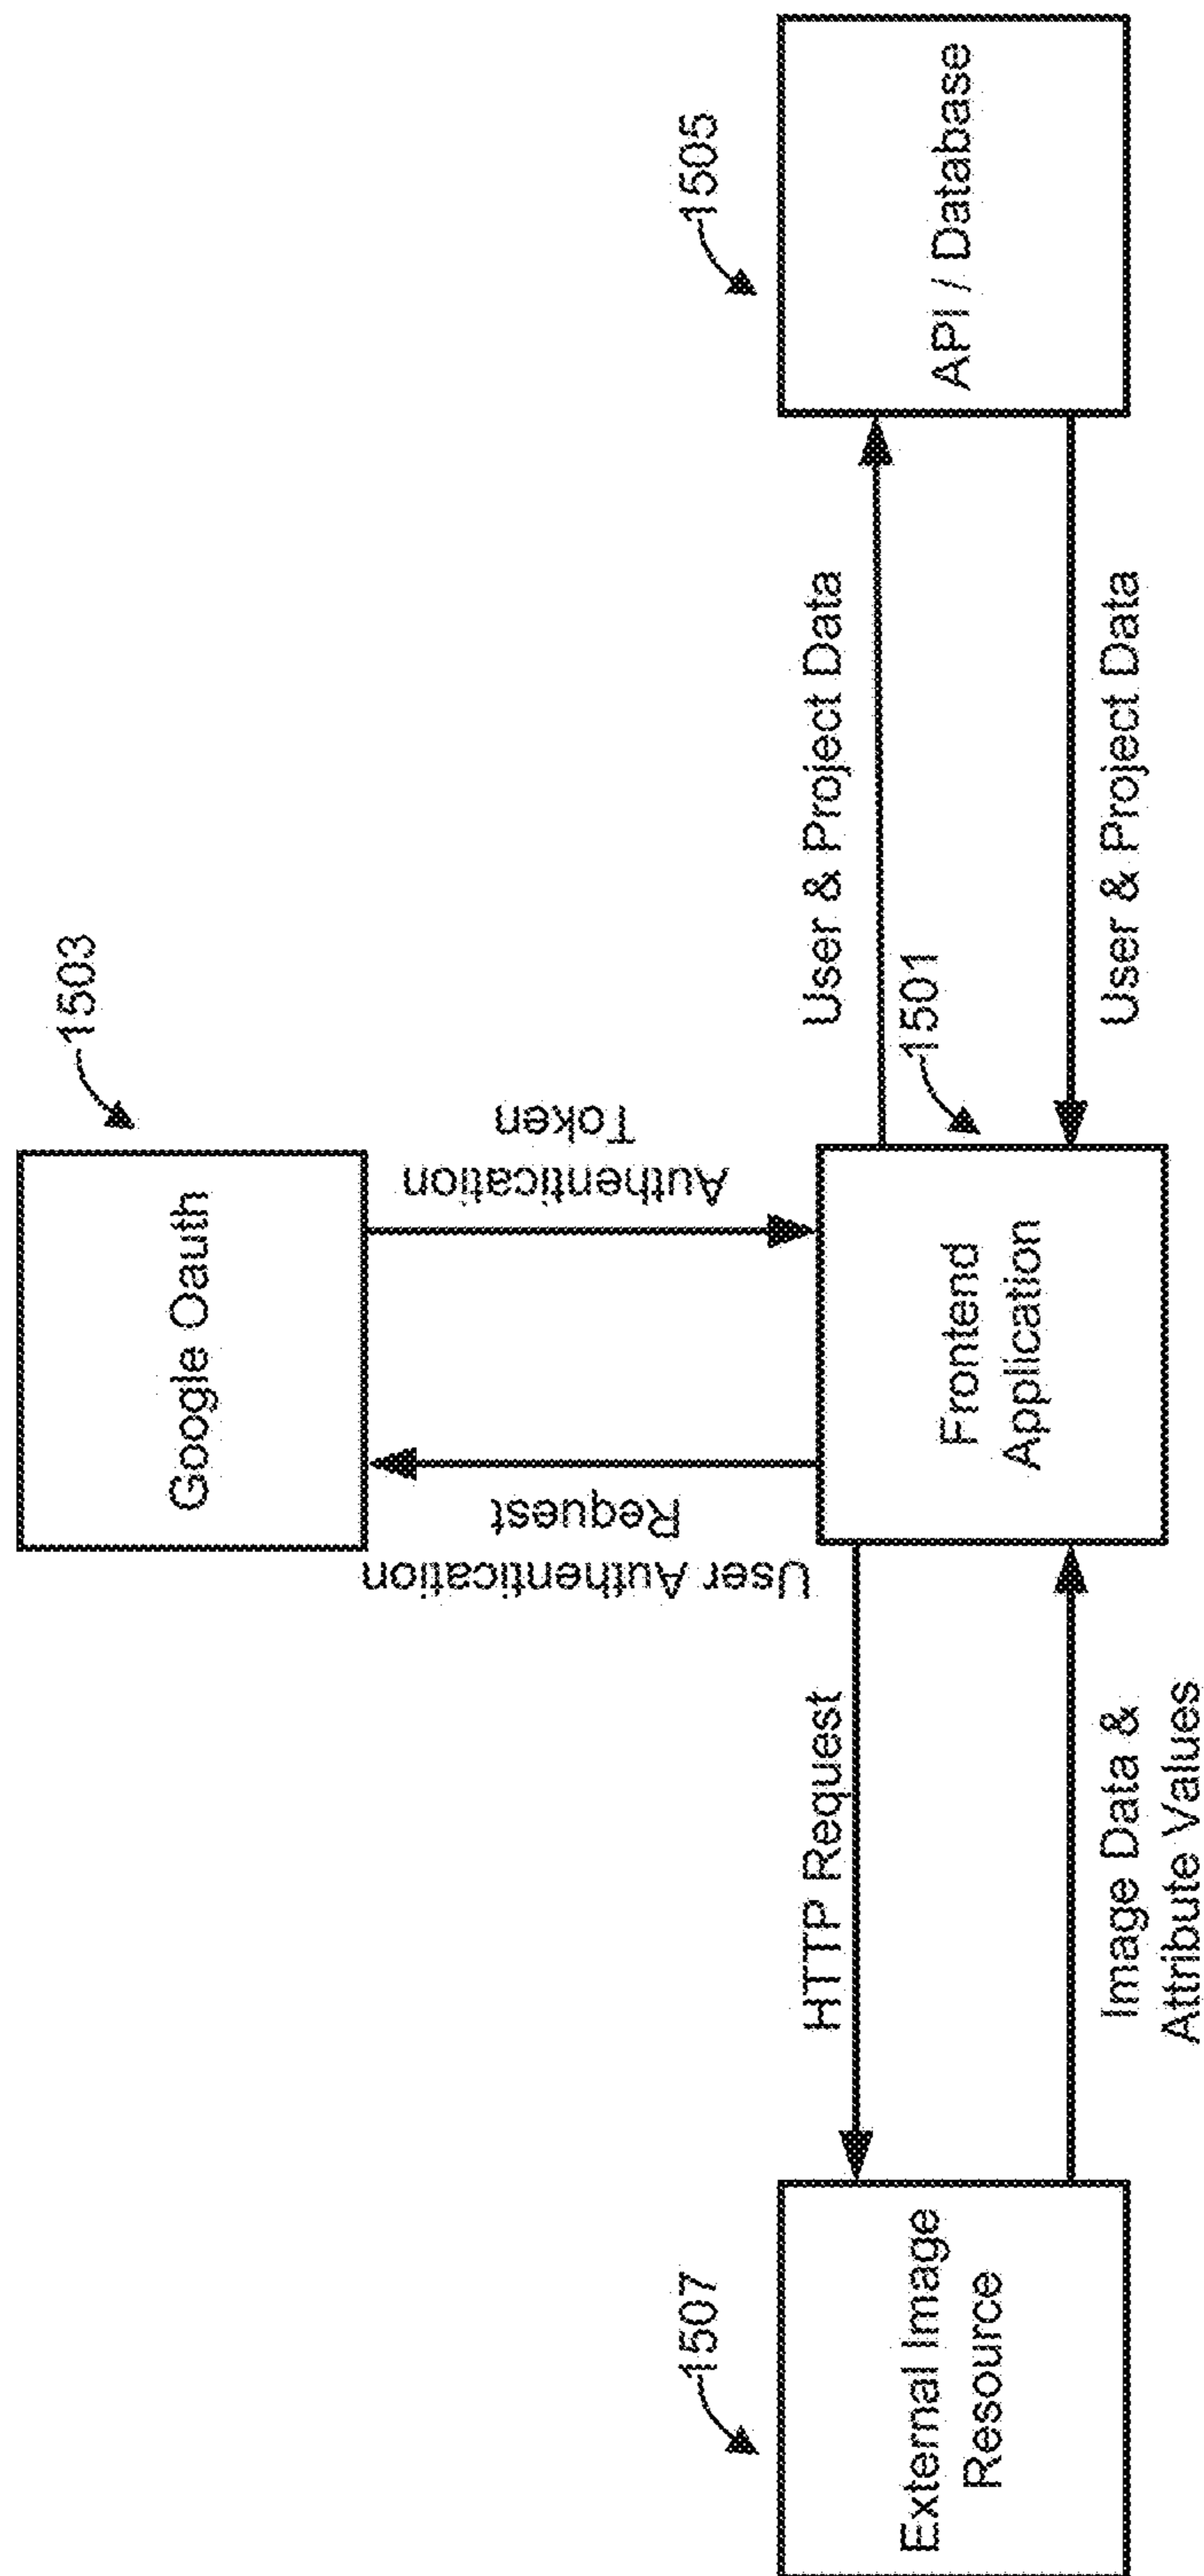 1503
Google Oauth
User Authentication
Request
Authentication
Token
1507
External Image
Resource
HTTP Request
Image Data &
Attribute Values
1501
Frontend
Application
User & Project Data
User & Project Data
1505
API / Database